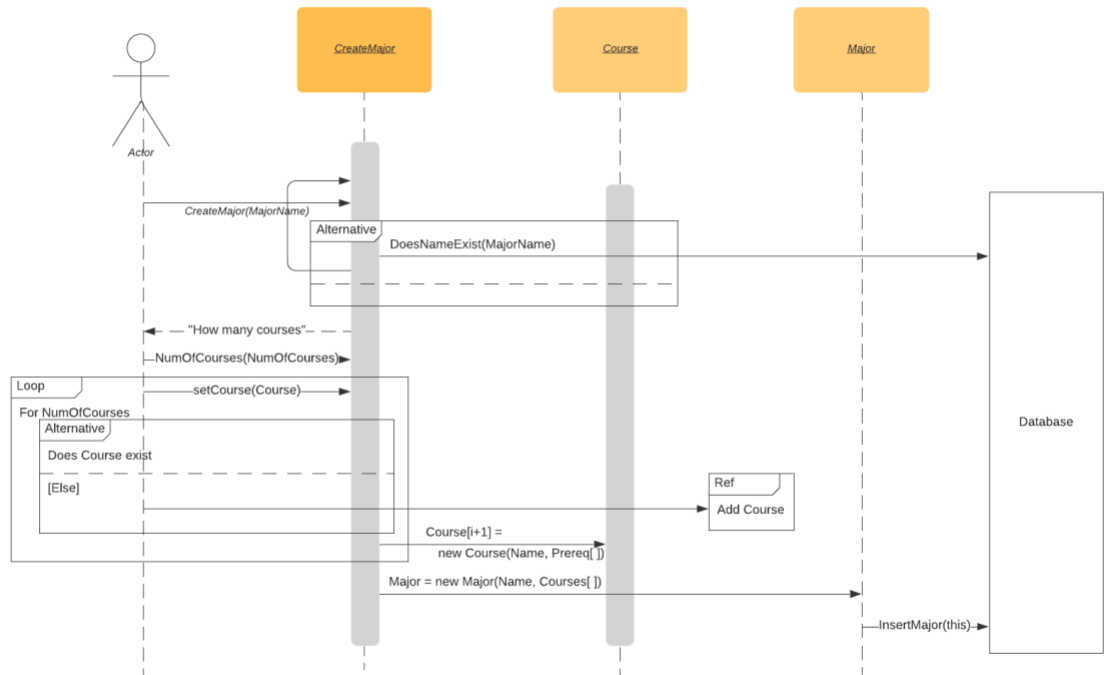 CreateMajor
Course
Major
Actor
CreateMajor(MajorName)
Alternative
DoesNameExist(MajorName)
"How many courses"
NumOfCourses(NumOfCourses)
Loop
setCourse(Course)
For NumOfCourses
Alternative
Does Course exist
[Else]
Ref
Add Course
Database
Course[i+1] =
new Course(Name, Prereq[ ])
Major = new Major(Name, Courses[ ])
InsertMajor(this)